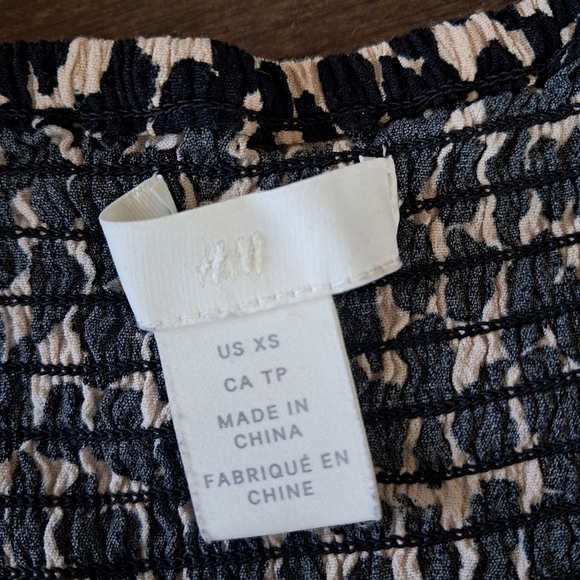 H&M
US XS
CA TP
MADE IN
CHINA
FABRIQUÉ EN
CHINE